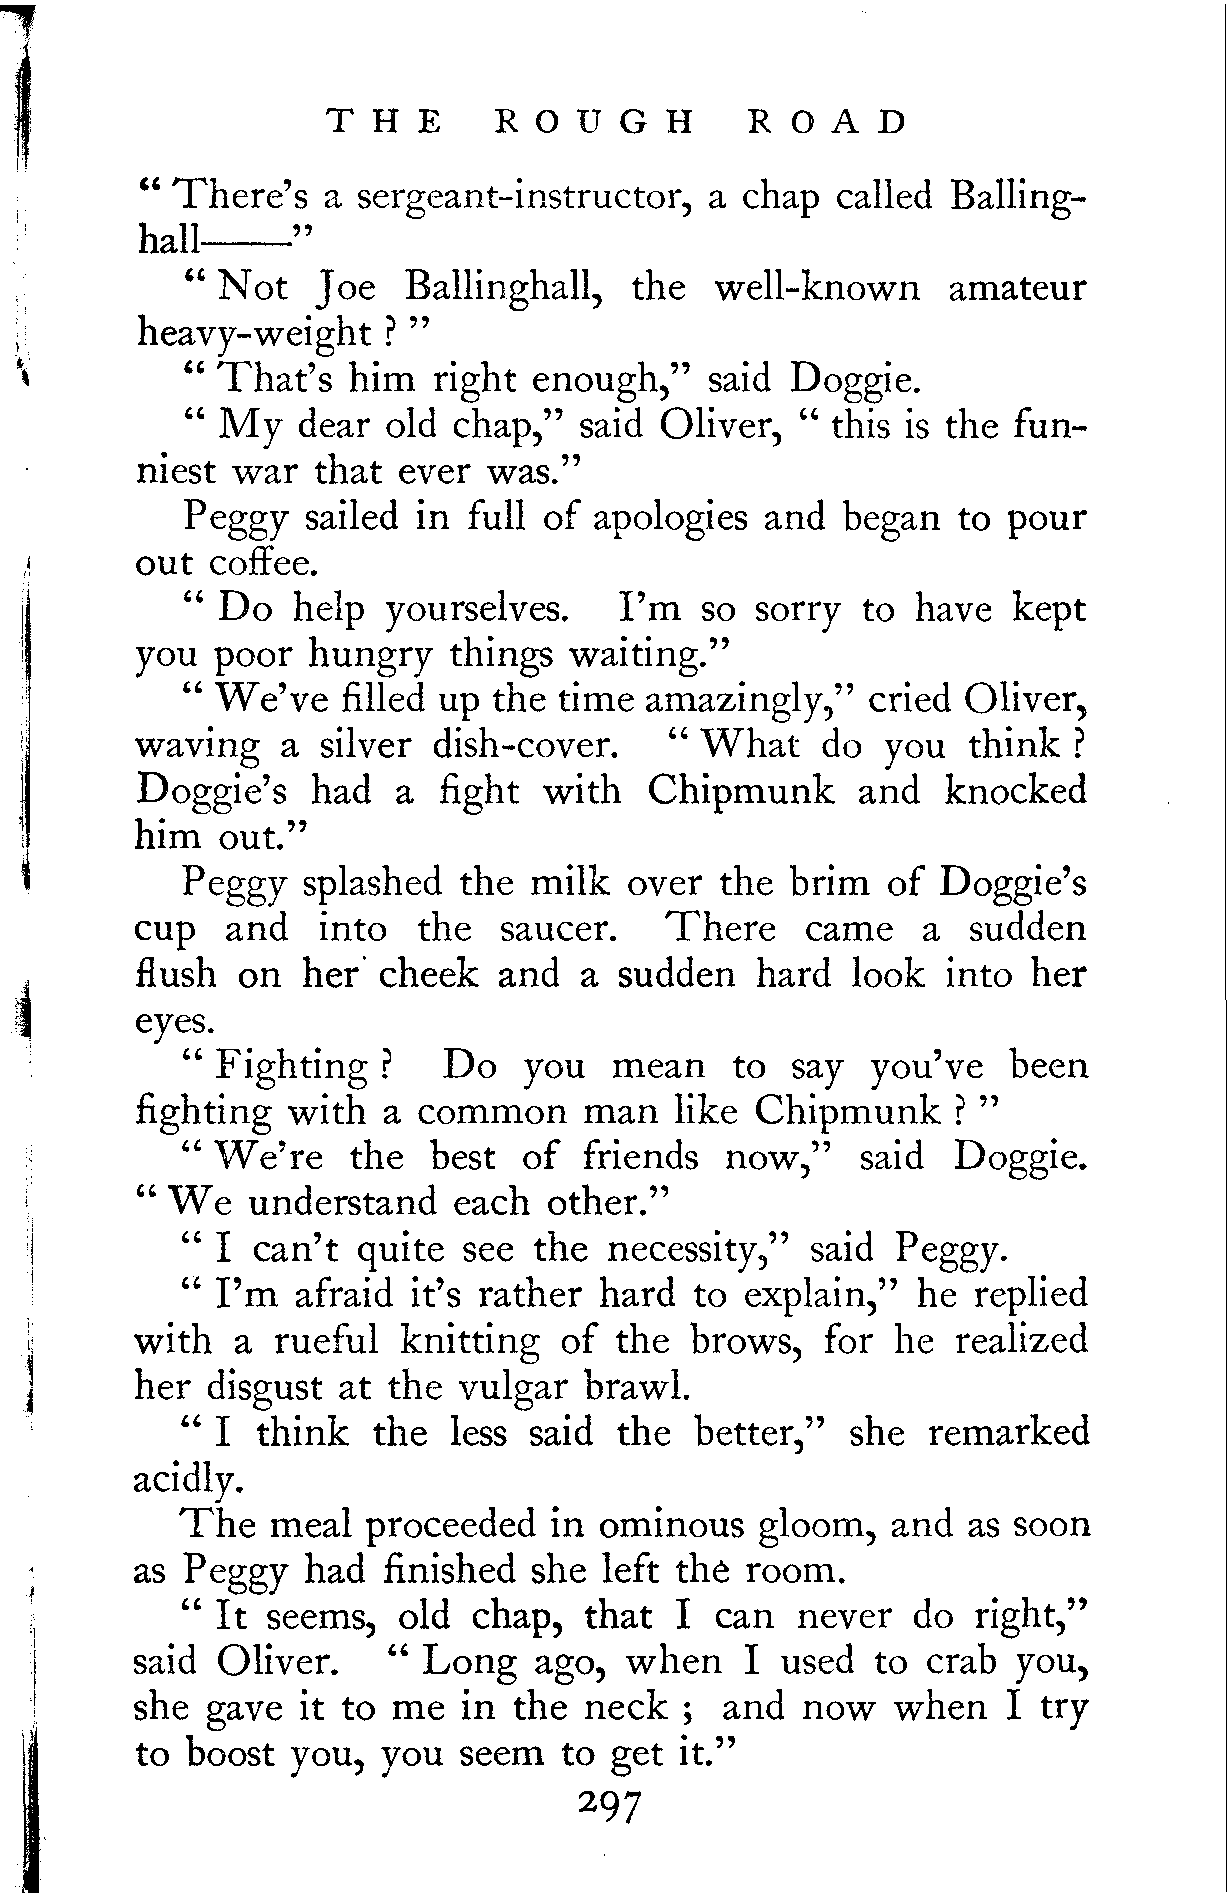 THE ROUGH ROAD
“ There’s a sergeant-instructor, a chap called Balling-
hall——”
“ Not Joe Ballinghall, the well-known amateur
heavy-weight ? ”
“ That’s him right enough,” said Doggie.
“ My dear old chap,” said Oliver, “ this is the fun-
niest war that ever was.”
Peggy sailed in full of apologies and began to pour
out coffee.
“ Do help yourselves. I’m so sorry to have kept
you poor hungry things waiting.”
“ We’ve filled up the time amazingly,” cried Oliver,
waving a silver dish-cover. “ What do you think ?
Doggie’s had a fight with Chipmunk and knocked
him out.”
Peggy splashed the milk over the brim of Doggie’s
cup and into the saucer. There came a sudden
flush on her cheek and a sudden hard look into her
eyes.
“ Fighting ? Do you mean to say you’ve been
fighting with a common man like Chipmunk ? ”
“ We’re the best of friends now,” said Doggie.
“ We understand each other.”
“ I can’t quite see the necessity,” said Peggy.
“ I’m afraid it’s rather hard to explain,” he replied
with a rueful knitting of the brows, for he realized
her disgust at the vulgar brawl.
“ I think the less said the better,” she remarked
acidly.
The meal proceeded in ominous gloom, and as soon
as Peggy had finished she left the room.
“ It seems, old chap, that I can never do right,”
said Oliver. “ Long ago, when I used to crab you,
she gave it to me in the neck ; and now when I try
to boost you, you seem to get it.”
297